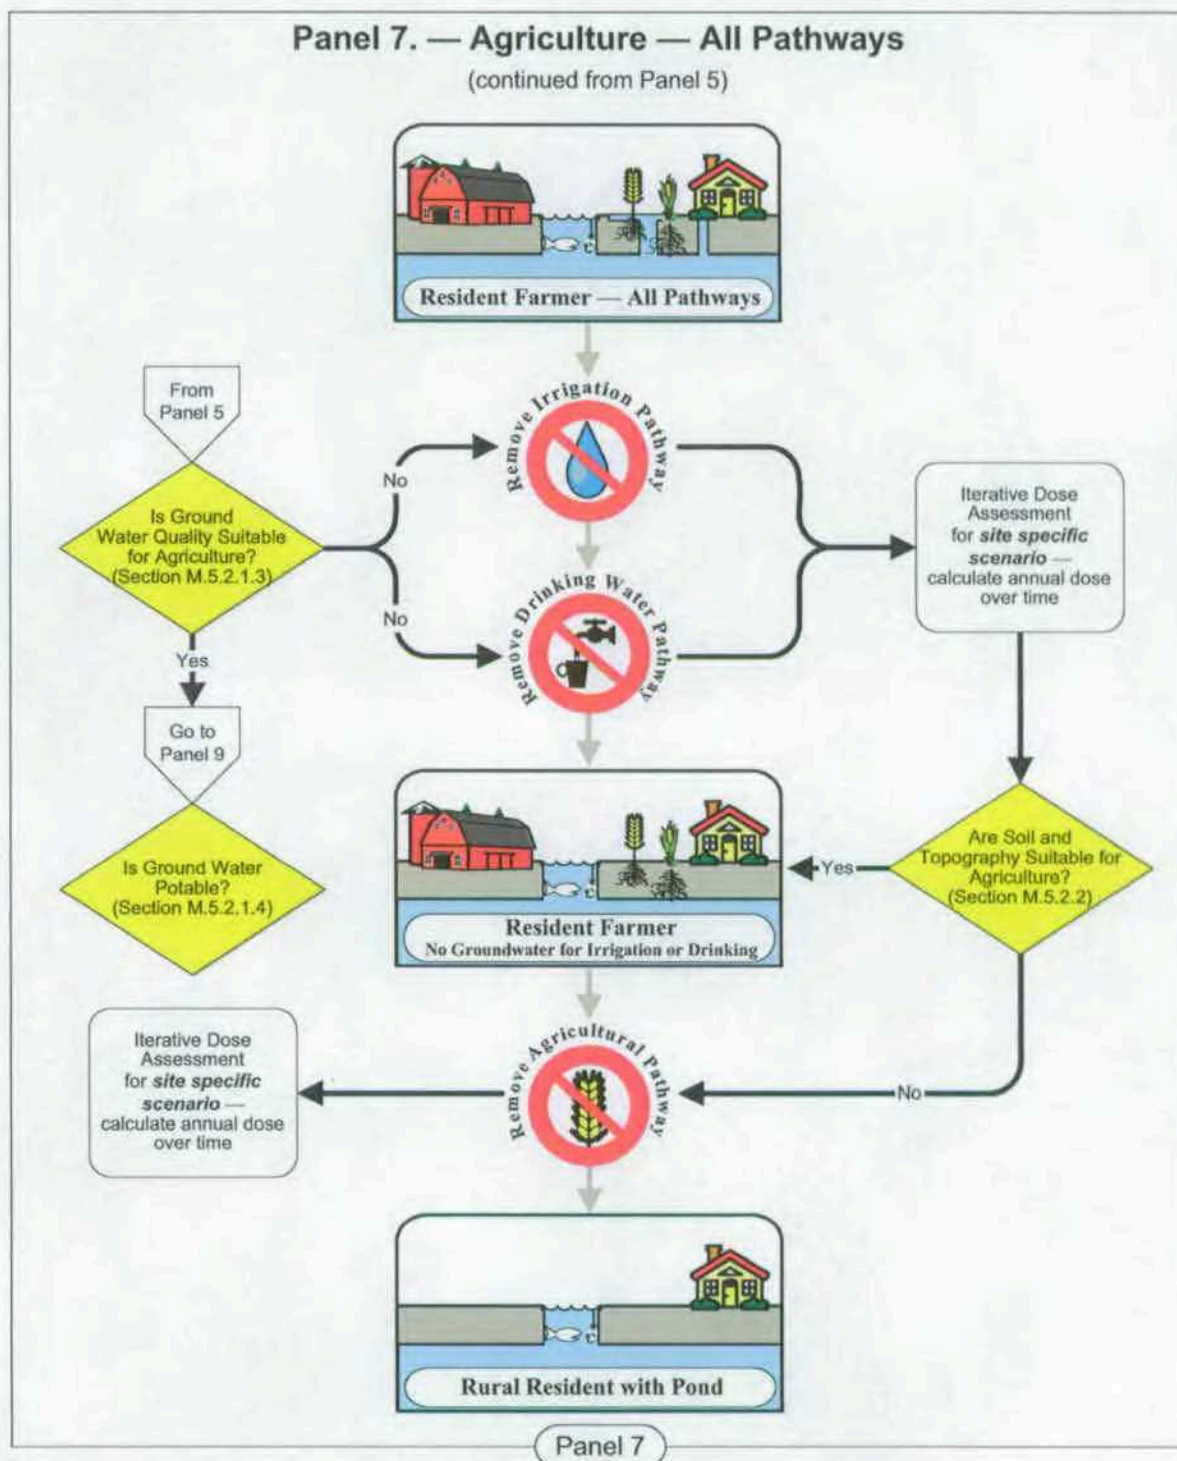 Panel 7. — Agriculture — All Pathways
(continued from Panel 5)
Resident Farmer — All Pathways
From
Panel 5
Remove Irrigation Pathway
No
Is Ground
Water Quality Suitable
for Agriculture?
(Section M.5.2.1.3)
Iterative Dose
Assessment
for site specific
scenario —
calculate annual dose
over time
Remove Drinking Water Pathway
No
Yes
Go to
Panel 9
Is Ground Water
Potable?
(Section M.5.2.1.4)
Are Soil and
Topography Suitable for
Agriculture?
(Section M.5.2.2)
Yes
Resident Farmer
No Groundwater for Irrigation or Drinking
Iterative Dose
Assessment
for site specific
scenario —
calculate annual dose
over time
Remove Agricultural Pathway
No
Rural Resident with Pond
Panel 7